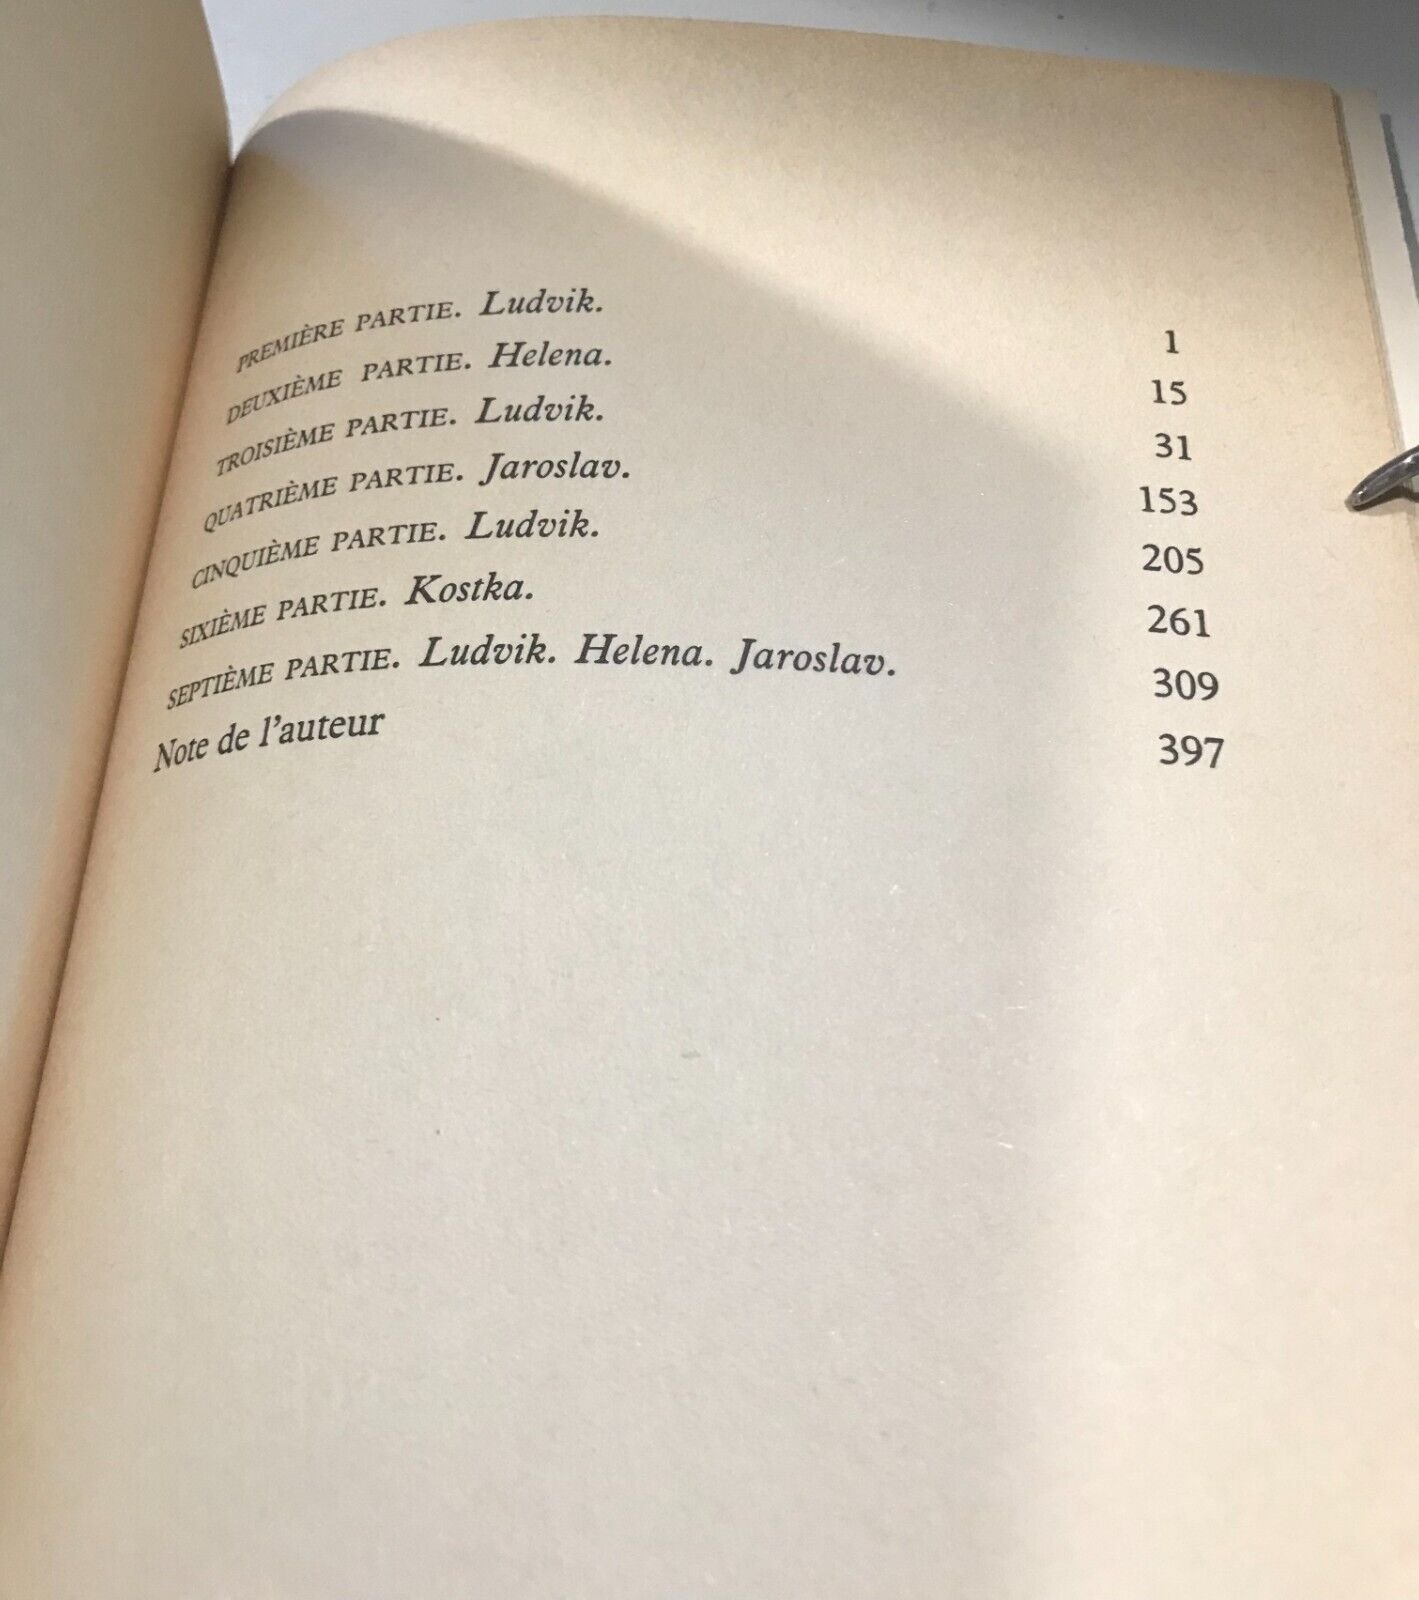 PREMIÈRE PARTIE. Ludvik. 1
DEUXIÈME PARTIE. Helena. 15
TROISIÈME PARTIE. Ludvik. 31
QUATRIÈME PARTIE. Jaroslav. 153
CINQUIÈME PARTIE. Ludvik. 205
SIXIÈME PARTIE. Kostka. 261
SEPTIÈME PARTIE. Ludvik. Helena. Jaroslav. 309
Note de l'auteur 397